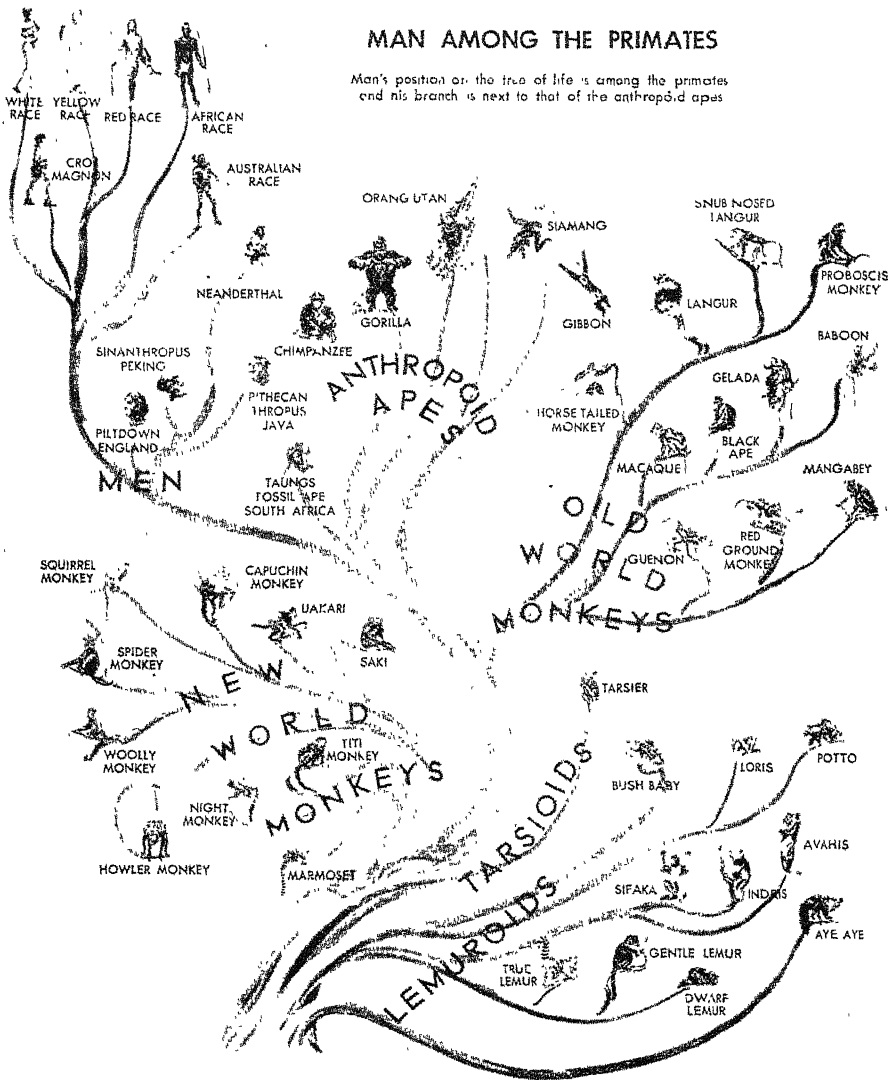 MAN AMONG THE PRIMATES
Man's position on the tree of life is among the primates
and his branch is next to that of the anthropoid apes
WHITE
RACE
YELLOW
RACE
RED RACE
AFRICAN
RACE
CRO
MAGNON
AUSTRALIAN
RACE
ORANG UTAN
SIAMANG
SNUB NOSED
LANGUR
PROBOSCIS
MONKEY
NEANDERTHAL
GORILLA
GIBBON
LANGUR
CHIMPANZEE
BABOON
SINANTHROPUS
PEKING
PITHECAN
THROPUS
JAVA
ANTHROPOID
APES
GELADA
HORSE TAILED
MONKEY
BLACK
APE
PILTDOWN
ENGLAND
MACAQUE
MANGABEY
MEN
TAUNGS
FOSSIL APE
SOUTH AFRICA
OLD
WORLD
MONKEYS
GUENON
RED
GROUND
MONKEY
SQUIRREL
MONKEY
CAPUCHIN
MONKEY
UAKARI
SAKI
SPIDER
MONKEY
NEW
WORLD
MONKEYS
WOOLLY
MONKEY
TITI
MONKEY
NIGHT
MONKEY
HOWLER MONKEY
MARMOSET
TARSIER
TARSIOIDS
BUSH BABY
LORIS
POTTO
AVAHIS
SIFAKA
INDRIS
AYE AYE
LEMUROIDS
TRUE
LEMUR
GENTLE LEMUR
DWARF
LEMUR